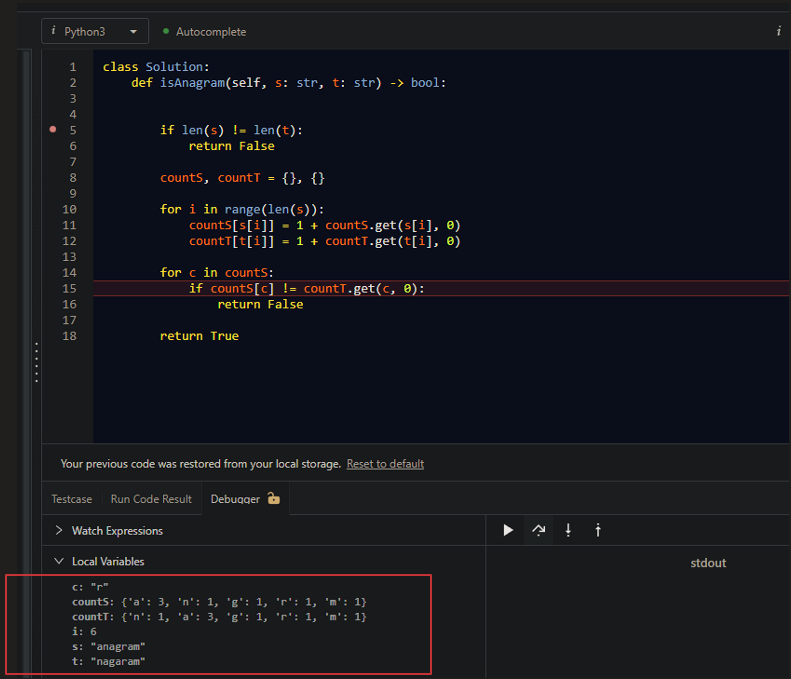 i Python3 Autocomplete i
1 class Solution:
2 def isAnagram(self, s: str, t: str) -> bool:
3
4
5 if len(s) != len(t):
6 return False
7
8 countS, countT = {}, {}
9
10 for i in range(len(s)):
11 countS[s[i]] = 1 + countS.get(s[i], 0)
12 countT[t[i]] = 1 + countT.get(t[i], 0)
13
14 for c in countS:
15 if countS[c] != countT.get(c, 0):
16 return False
17
18 return True
Your previous code was restored from your local storage. Reset to default
Testcase Run Code Result Debugger
Watch Expressions
Local Variables
stdout
c: "r"
countS: {'a': 3, 'n': 1, 'g': 1, 'r': 1, 'm': 1}
countT: {'n': 1, 'a': 3, 'g': 1, 'r': 1, 'm': 1}
i: 6
s: "anagram"
t: "nagaram"